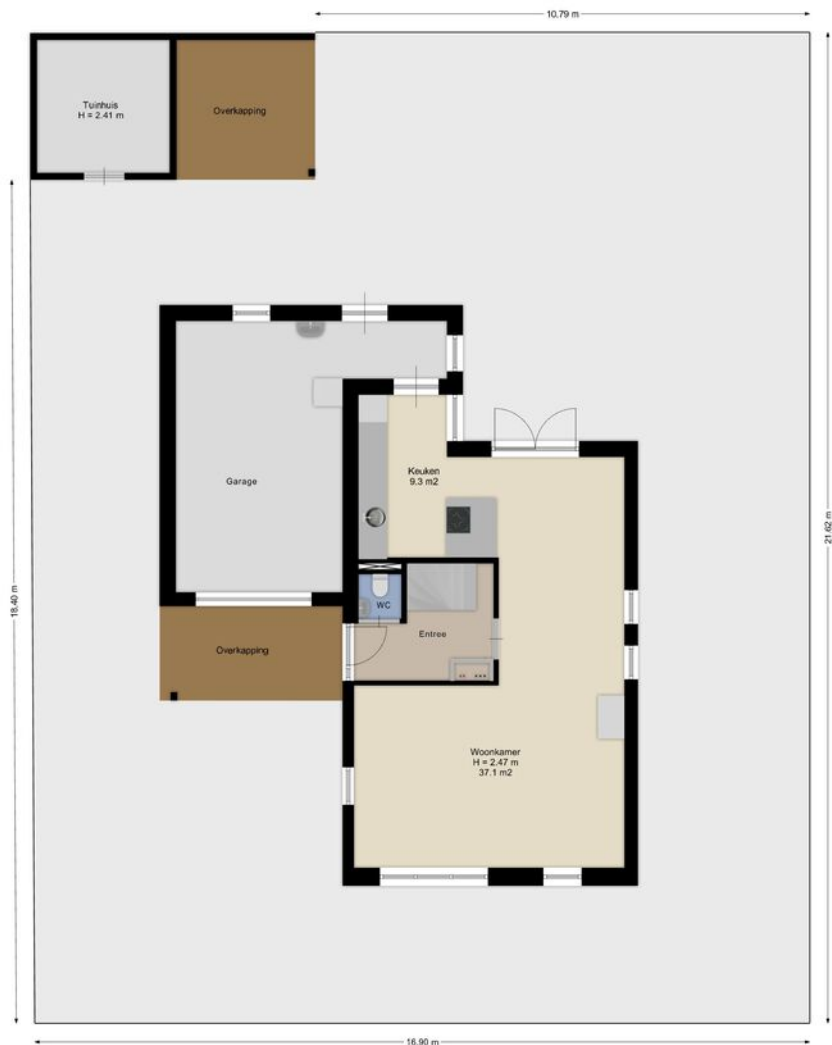 10.79 m
Tuinhuis
H = 2.41 m
Overkapping
Keuken
9.3 m2
Garage
21.62 m
18.40 m
WC
Entree
Overkapping
Woonkamer
H = 2.47 m
37.1 m2
16.90 m